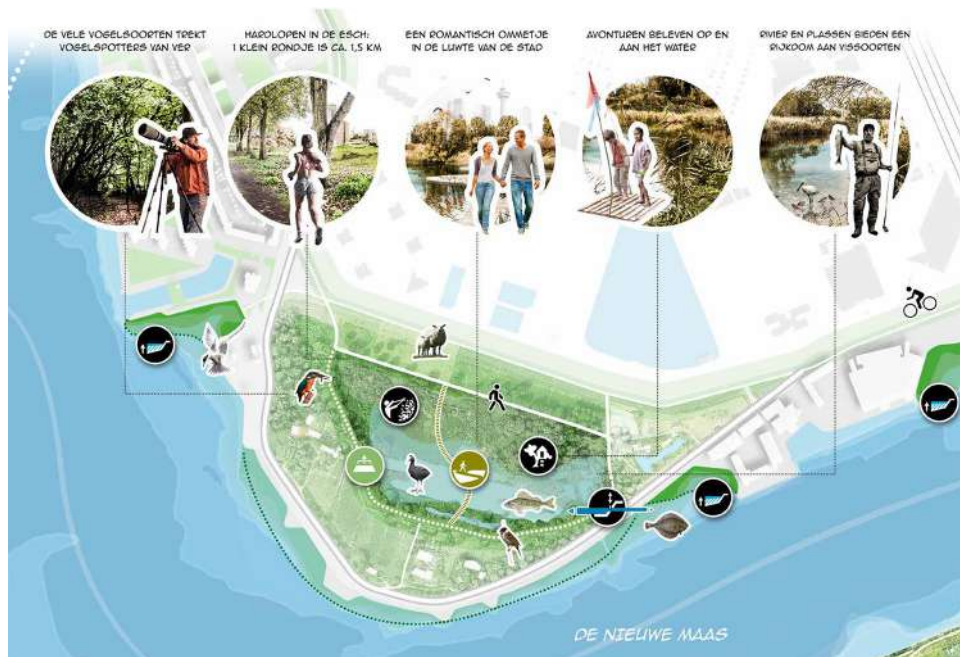 DE VELE VOGELSOORTEN TREKT
VOGELSPOTTERS VAN VER
HARDLOPEN IN DE ESCH:
1 KLEIN RONDJE IS CA. 1,5 KM
EEN ROMANTISCH OMMETJE
IN DE LUWTE VAN DE STAD
AVONTUREN BELEVEN OP EN
AAN HET WATER
RIVIER EN PLASSEN BIEDEN EEN
RIJKDOM AAN VISSOORTEN
DE NIEUWE MAAS